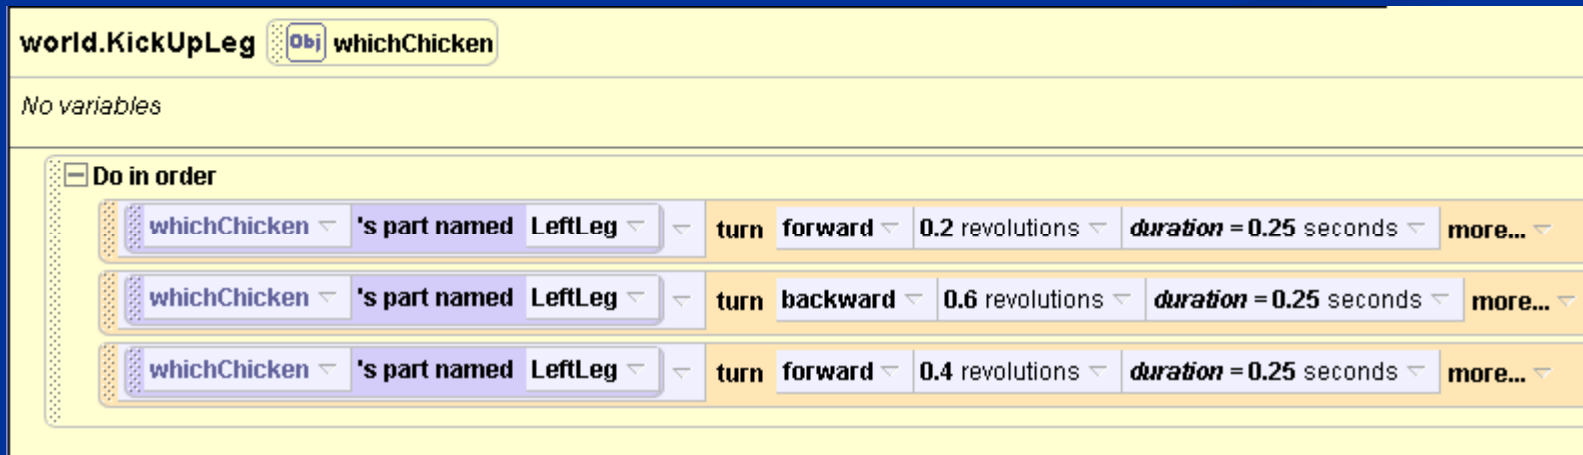 world.KickUpLeg Obj whichChicken
No variables
Do in order
whichChicken 's part named LeftLeg turn forward 0.2 revolutions duration = 0.25 seconds more...
whichChicken 's part named LeftLeg turn backward 0.6 revolutions duration = 0.25 seconds more...
whichChicken 's part named LeftLeg turn forward 0.4 revolutions duration = 0.25 seconds more...